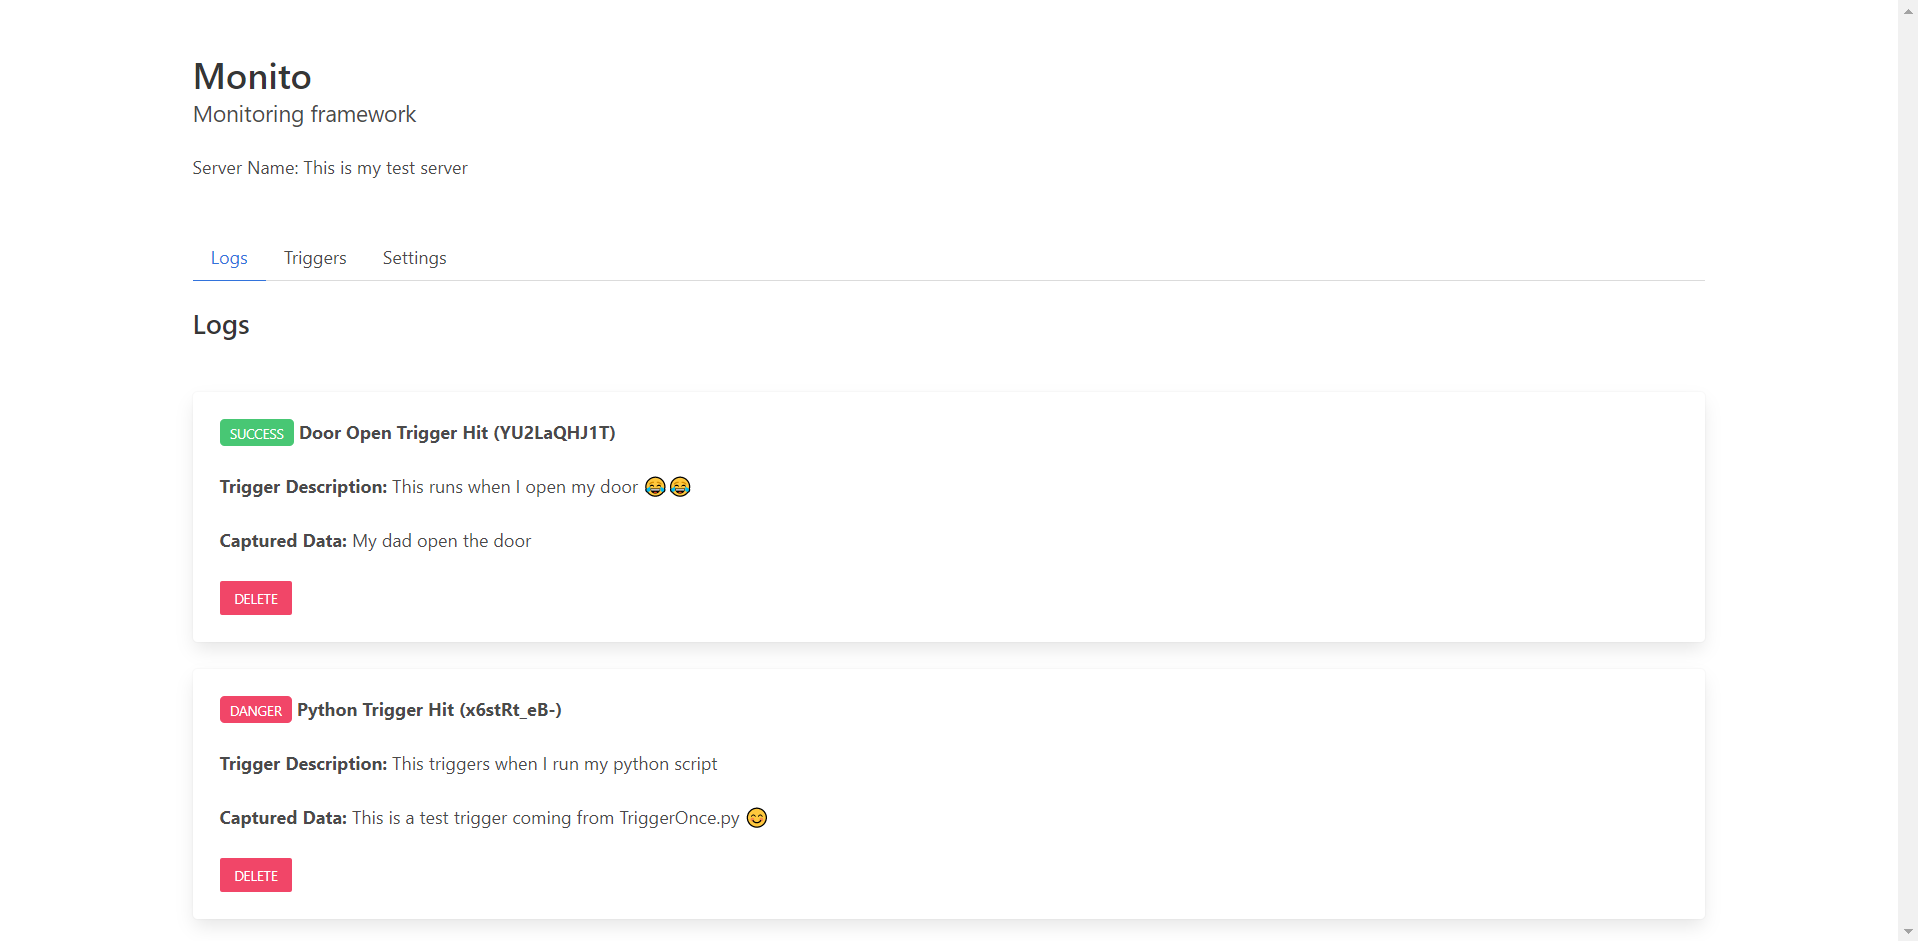 Monito
Monitoring framework
Server Name: This is my test server
Logs Triggers Settings
Logs
SUCCESS Door Open Trigger Hit (YU2LaQHJ1T)
Trigger Description: This runs when I open my door 😂😂
Captured Data: My dad open the door
DELETE
DANGER Python Trigger Hit (x6stRt_eB-)
Trigger Description: This triggers when I run my python script
Captured Data: This is a test trigger coming from TriggerOnce.py 😊
DELETE